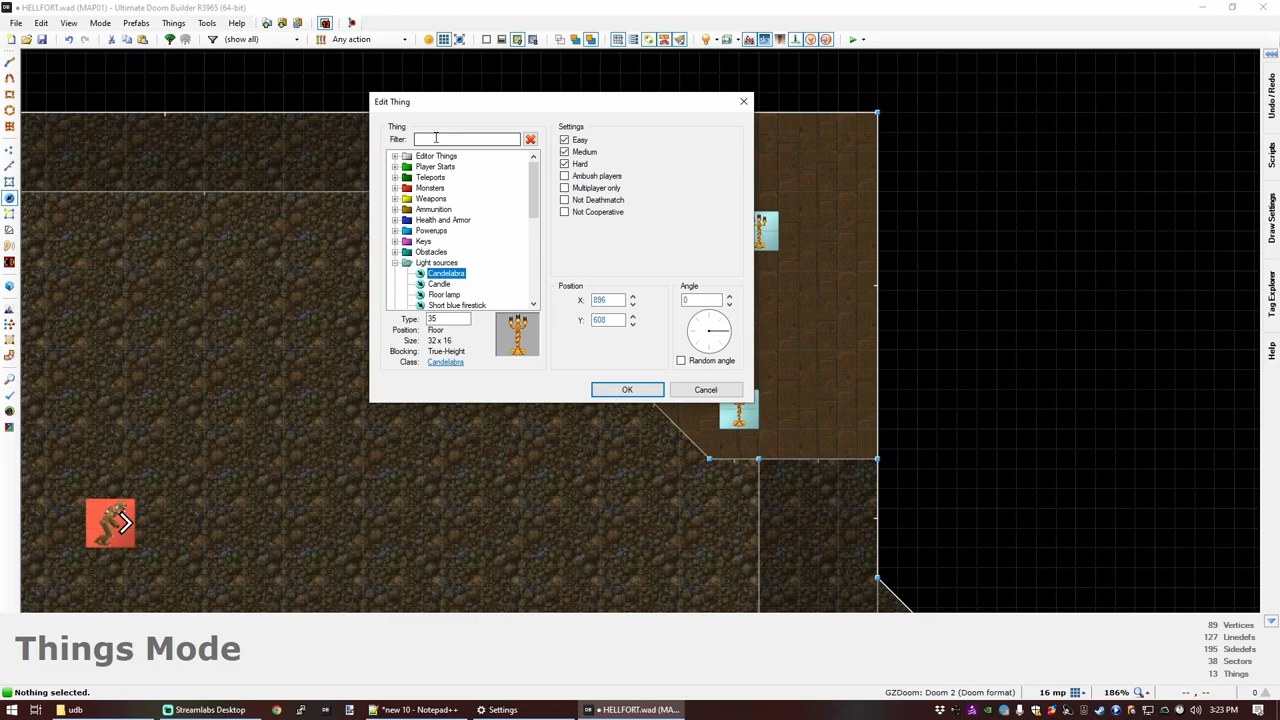 DB • HELLFORT.wad (MAP01) - Ultimate Doom Builder R3965 (64-bit)
File Edit View Mode Prefabs Things Tools Help
(show all) Any action
Edit Thing
Thing
Filter:
Editor Things
Player Starts
Teleports
Monsters
Weapons
Ammunition
Health and Armor
Powerups
Keys
Obstacles
Light sources
Candelabra
Candle
Floor lamp
Short blue firestick
Type: 35
Position: Floor
Size: 32 x 16
Blocking: True-Height
Class: Candelabra
Settings
Easy
Medium
Hard
Ambush players
Multiplayer only
Not Deathmatch
Not Cooperative
Position
X: 896
Y: 608
Angle
0
Random angle
OK Cancel
Undo / Redo
Scripts
Draw Settings
Tag Explorer
Help
Things Mode
89 Vertices
127 Linedefs
195 Sidedefs
38 Sectors
13 Things
Nothing selected. GZDoom: Doom 2 (Doom format) 16 mp 186% --, -- 0
udb Streamlabs Desktop DB *new 10 - Notepad++ Settings DB • HELLFORT.wad (MA... 3:23 PM